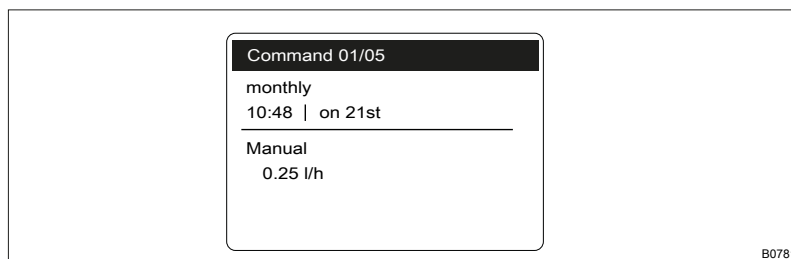 Command 01/05
monthly
10:48 | on 21st
Manual
0.25 l/h
B078